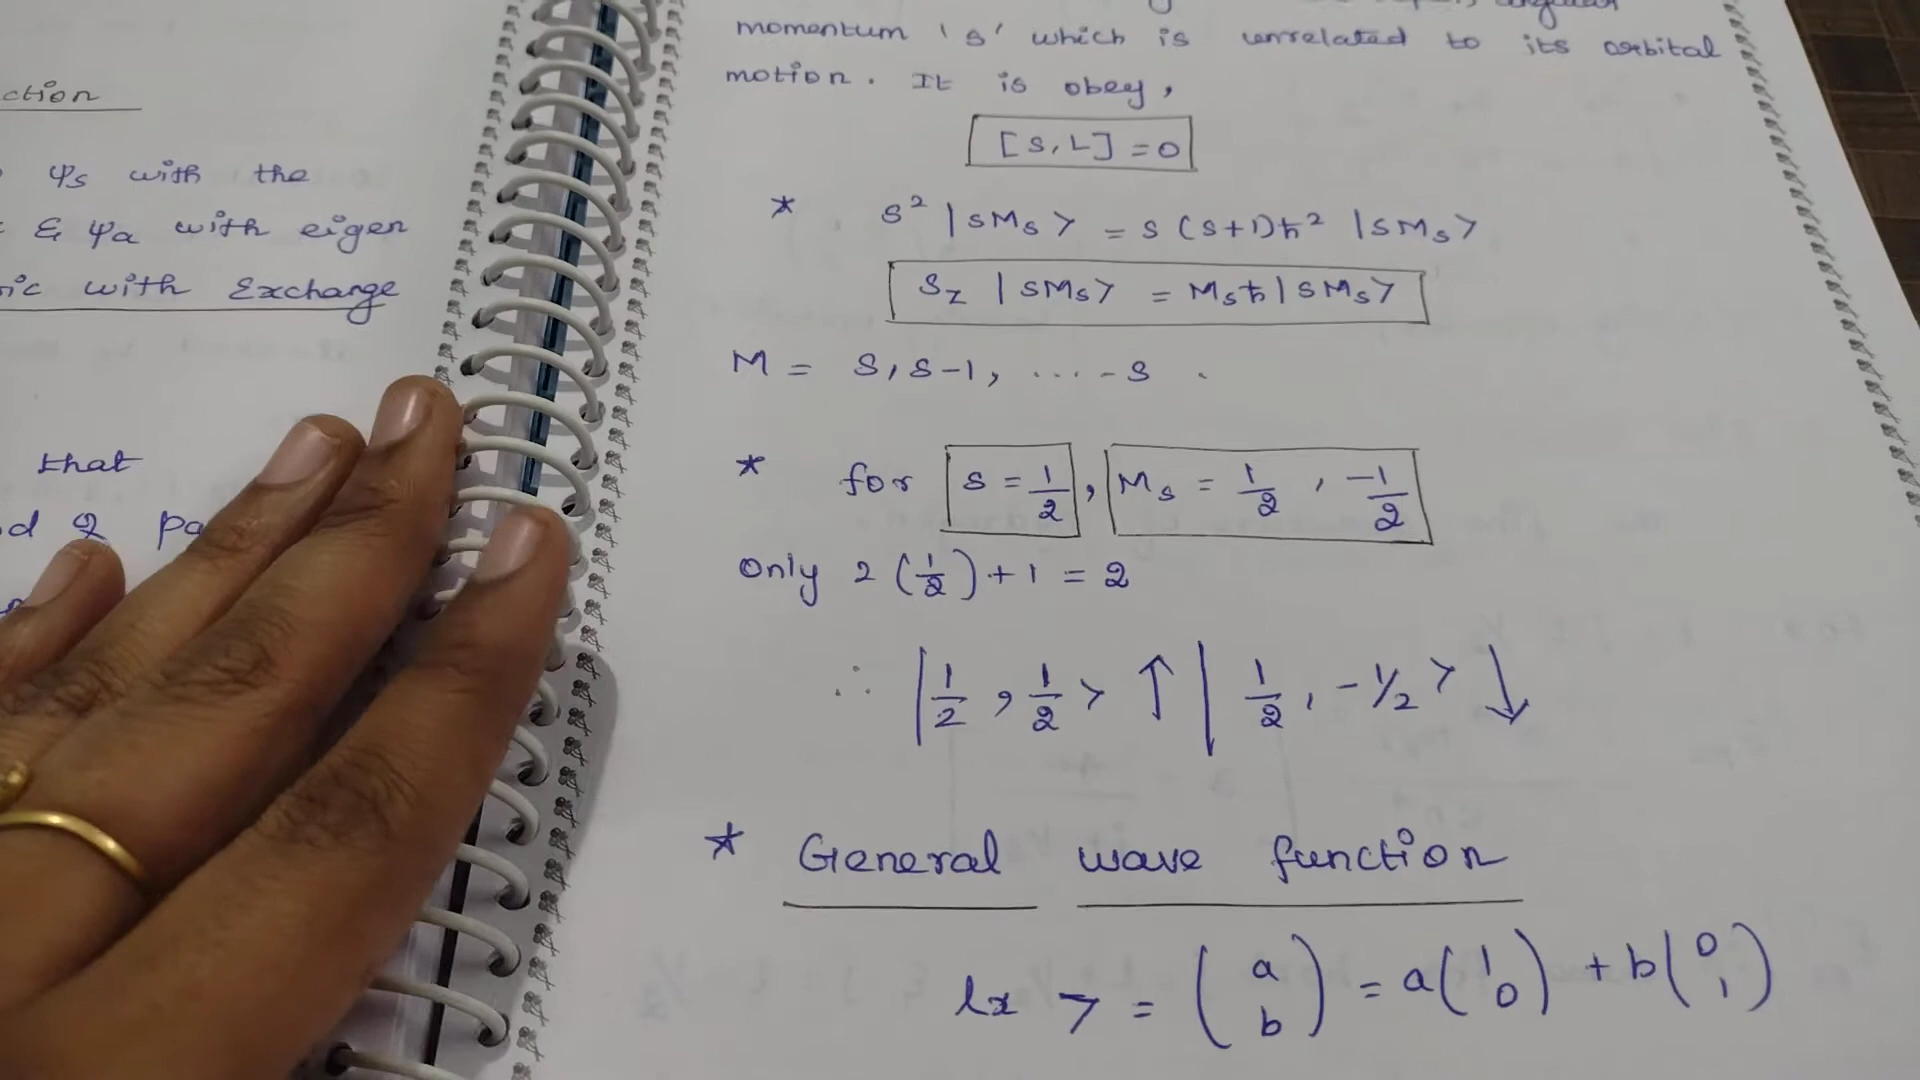 ction
ψs with the
& ψa with eigen
ric with Exchange
that
d 2 pa
angular
momentum 's' which is unrelated to its orbital
motion. It is obey,
[S, L] = 0
* S² |sMs> = s(s+1)ħ² |sMs>
Sz |sMs> = Msħ|sMs>
M = s, s-1, .... -s .
* for s = 1/2, Ms = 1/2, -1/2
Only 2(1/2)+1 = 2
∴ |1/2, 1/2> ↑ | 1/2, -1/2> ↓
* General wave function
|x > = (a b) = a(1 0) + b(0 1)